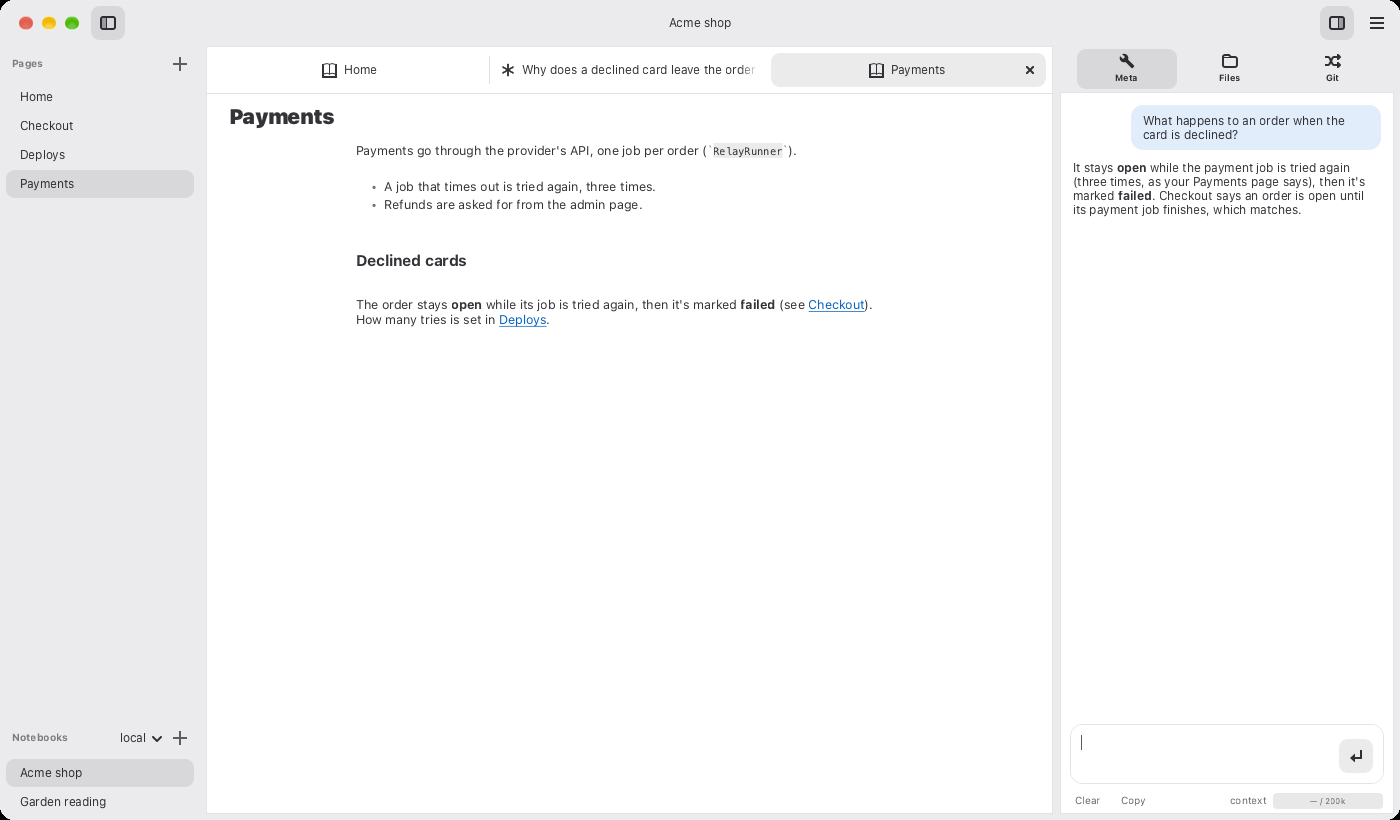 Acme shop
Pages
Home
Checkout
Deploys
Payments
Notebooks
local
Acme shop
Garden reading
Home
Why does a declined card leave the order
Payments
Payments
Payments go through the provider's API, one job per order (`RelayRunner`).
• A job that times out is tried again, three times.
• Refunds are asked for from the admin page.
Declined cards
The order stays open while its job is tried again, then it's marked failed (see Checkout).
How many tries is set in Deploys.
Meta
Files
Git
What happens to an order when the
card is declined?
It stays open while the payment job is tried again
(three times, as your Payments page says), then it's
marked failed. Checkout says an order is open until
its payment job finishes, which matches.
Clear
Copy
context
— / 200k